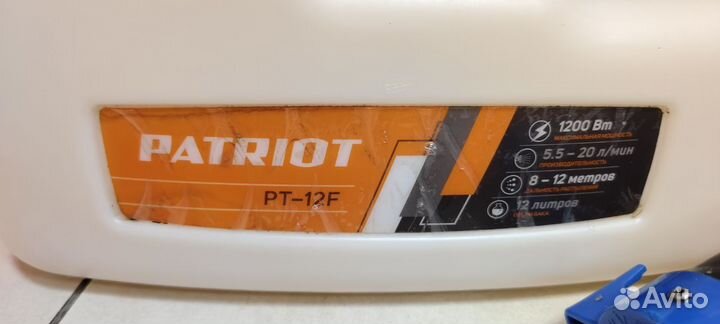 PATRIOT
PT-12F
1200 Вт
МАКСИМАЛЬНАЯ МОЩНОСТЬ
5.5 – 20 л/мин
ПРОИЗВОДИТЕЛЬНОСТЬ
8 – 12 метров
ДАЛЬНОСТЬ РАСПЫЛЕНИЯ
12 литров
ОБЪЕМ БАКА
Avito